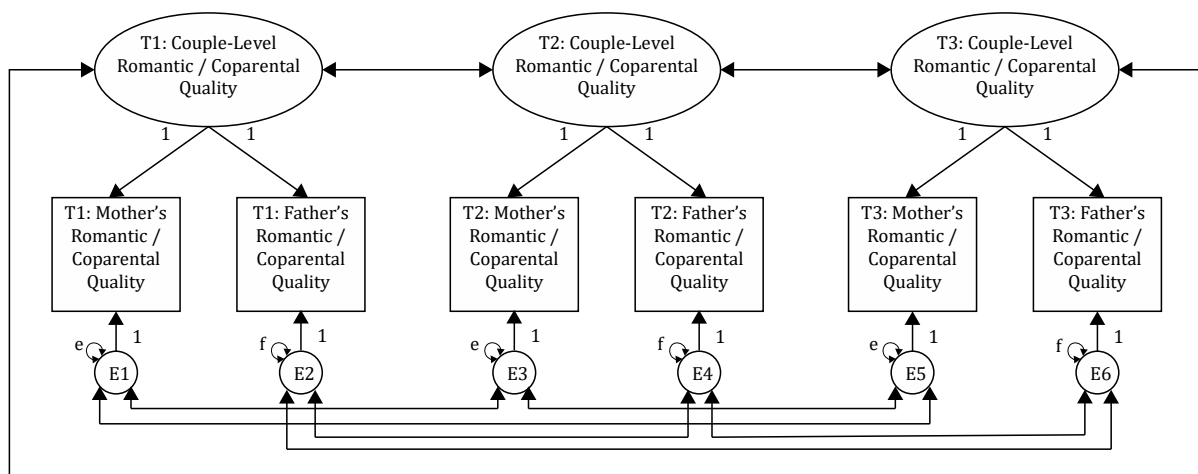 T1: Couple-Level
Romantic / Coparental
Quality
T2: Couple-Level
Romantic / Coparental
Quality
T3: Couple-Level
Romantic / Coparental
Quality
1
1
1
1
1
1
T1: Mother’s
Romantic /
Coparental
Quality
T1: Father’s
Romantic /
Coparental
Quality
T2: Mother’s
Romantic /
Coparental
Quality
T2: Father’s
Romantic /
Coparental
Quality
T3: Mother’s
Romantic /
Coparental
Quality
T3: Father’s
Romantic /
Coparental
Quality
e
1
f
1
e
1
f
1
e
1
f
1
E1
E2
E3
E4
E5
E6